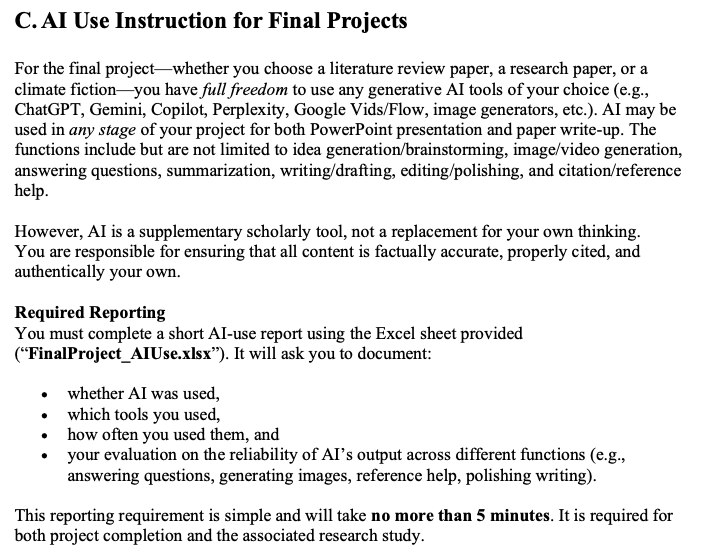 C. AI Use Instruction for Final Projects
For the final project—whether you choose a literature review paper, a research paper, or a
climate fiction—you have full freedom to use any generative AI tools of your choice (e.g.,
ChatGPT, Gemini, Copilot, Perplexity, Google Vids/Flow, image generators, etc.). AI may be
used in any stage of your project for both PowerPoint presentation and paper write-up. The
functions include but are not limited to idea generation/brainstorming, image/video generation,
answering questions, summarization, writing/drafting, editing/polishing, and citation/reference
help.
However, AI is a supplementary scholarly tool, not a replacement for your own thinking.
You are responsible for ensuring that all content is factually accurate, properly cited, and
authentically your own.
Required Reporting
You must complete a short AI-use report using the Excel sheet provided
(“FinalProject_AIUse.xlsx”). It will ask you to document:
• whether AI was used,
• which tools you used,
• how often you used them, and
• your evaluation on the reliability of AI’s output across different functions (e.g.,
answering questions, generating images, reference help, polishing writing).
This reporting requirement is simple and will take no more than 5 minutes. It is required for
both project completion and the associated research study.